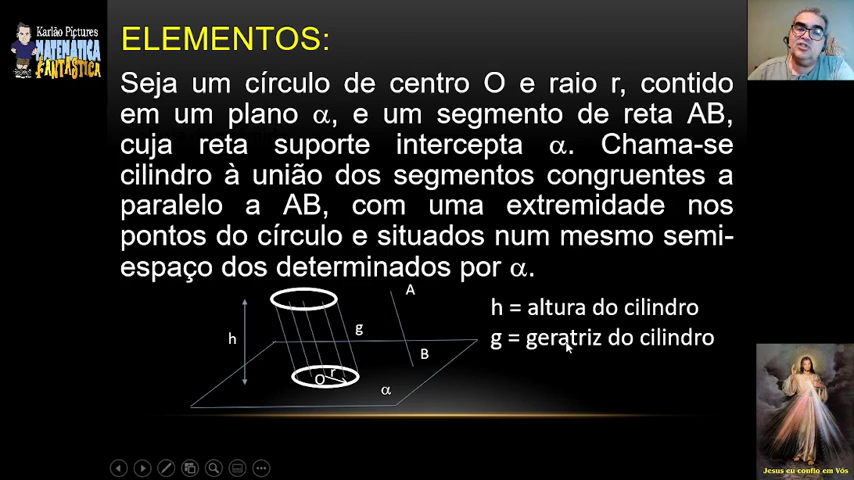 Karlão Pictures
MATEMÁTICA
FANTÁSTICA
ELEMENTOS:
Seja um círculo de centro O e raio r, contido
em um plano α, e um segmento de reta AB,
cuja reta suporte intercepta α. Chama-se
cilindro à união dos segmentos congruentes a
paralelo a AB, com uma extremidade nos
pontos do círculo e situados num mesmo semi-
espaço dos determinados por α.
A
h = altura do cilindro
g
h
g = geratriz do cilindro
B
r
O
α
Jesus eu confio em Vós